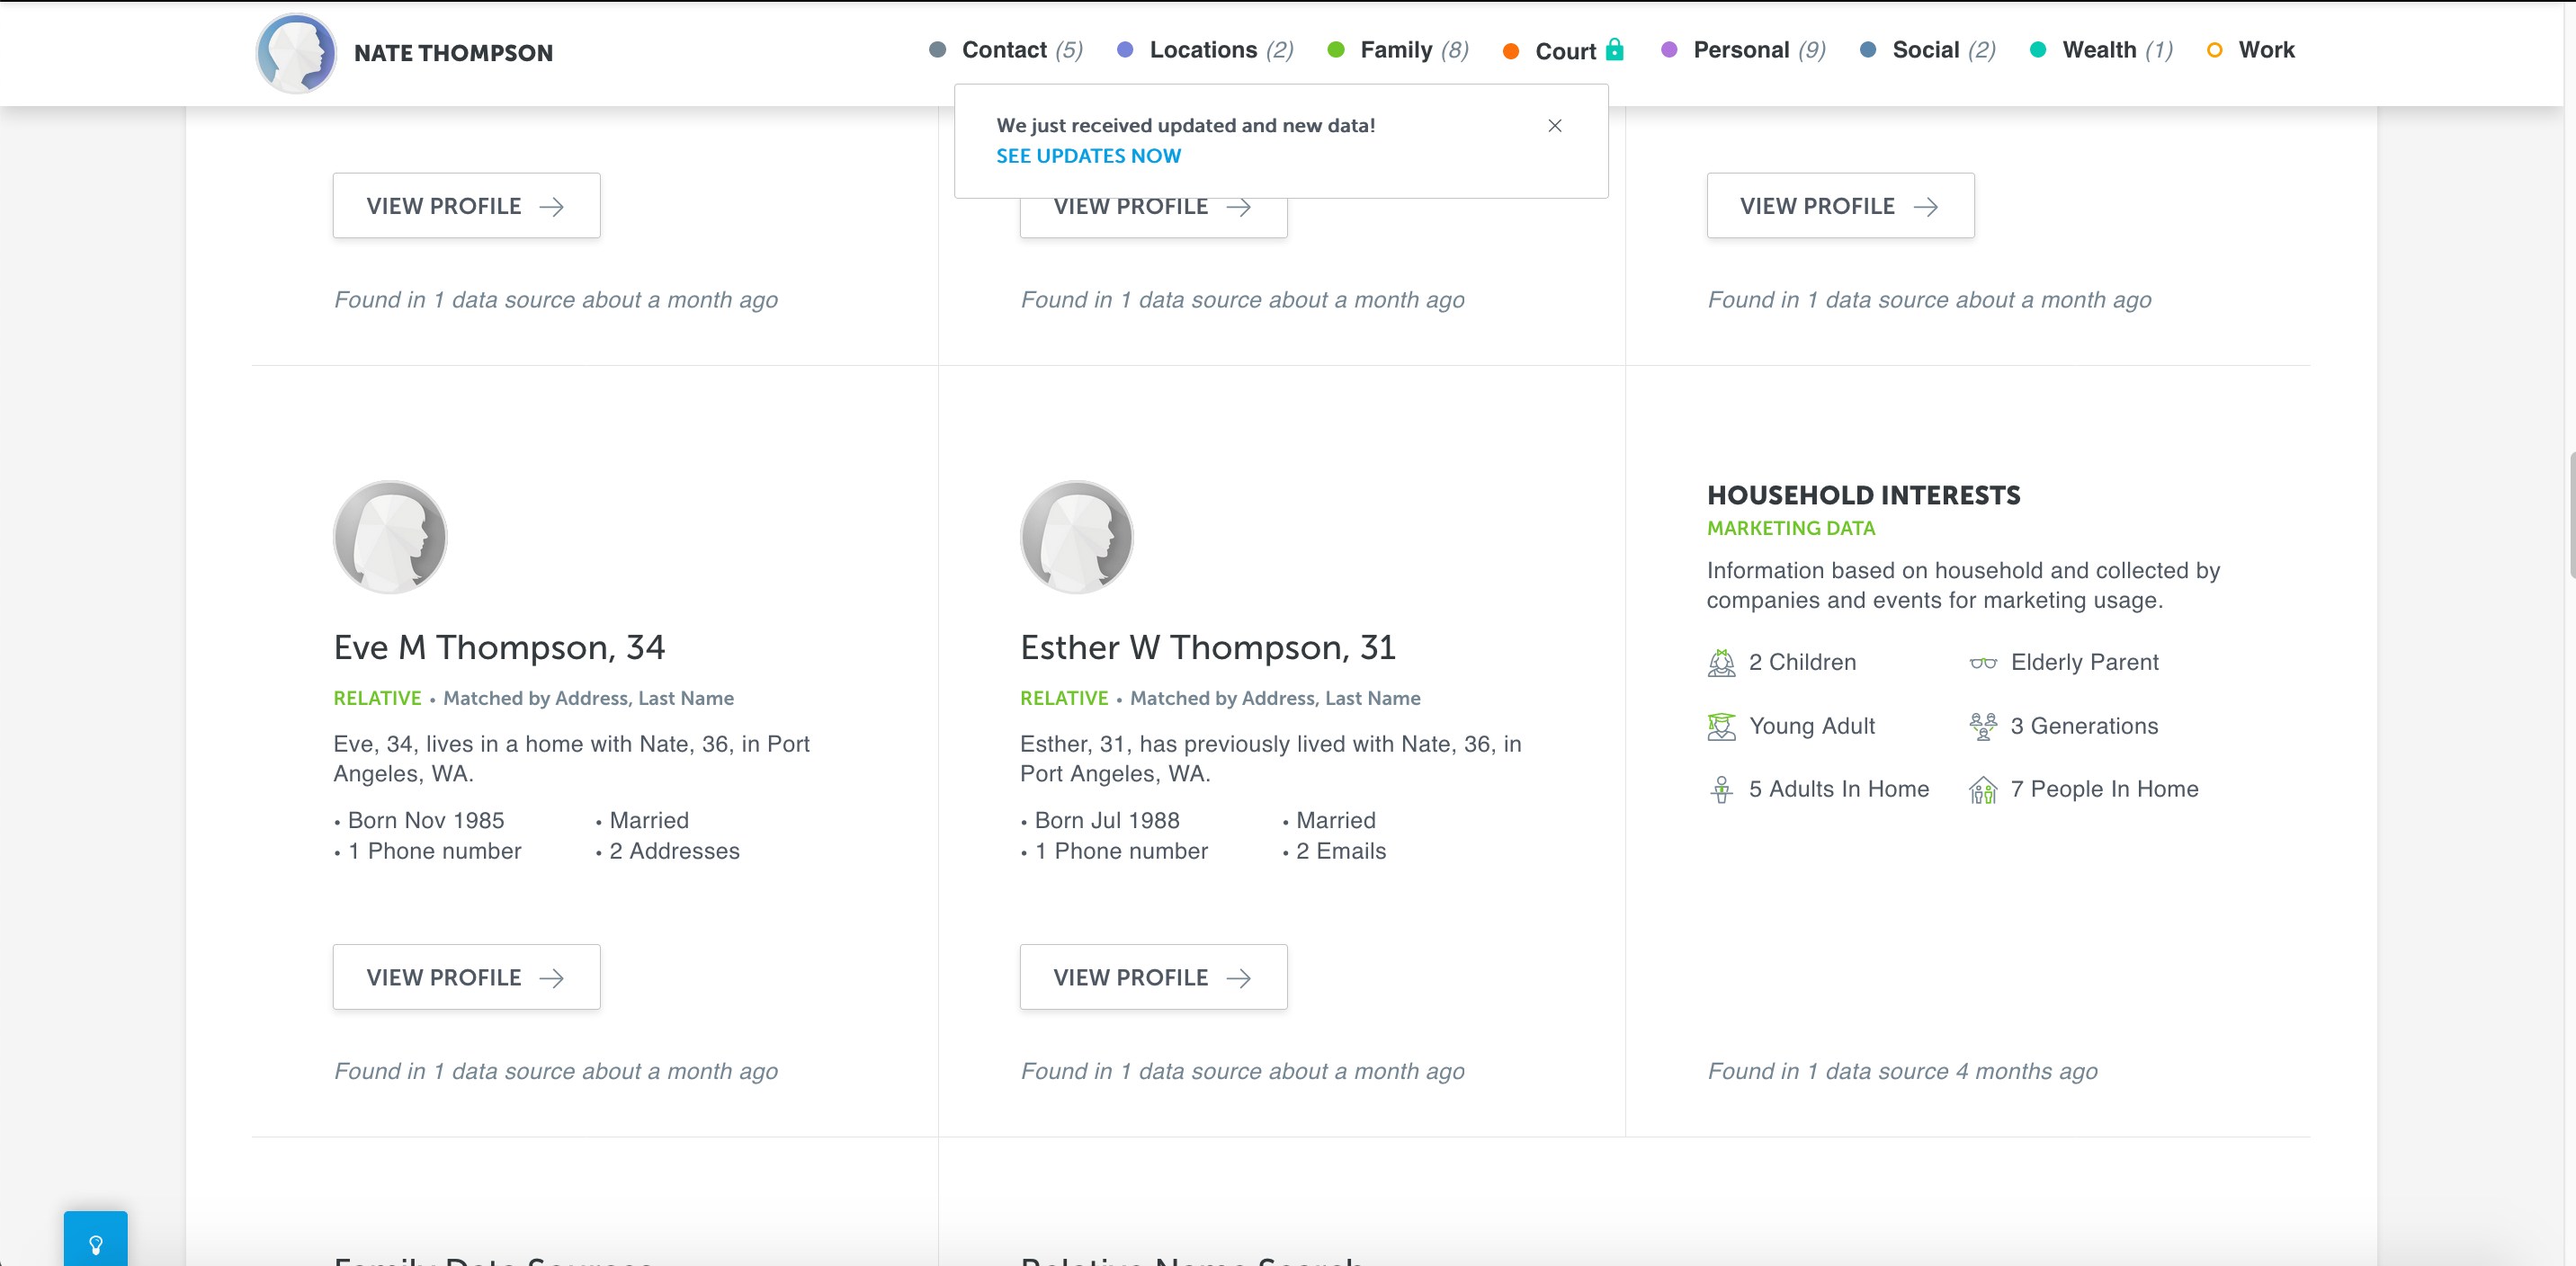 NATE THOMPSON
Contact (5)
Locations (2)
Family (8)
Court
Personal (9)
Social (2)
Wealth (1)
Work
We just received updated and new data!
SEE UPDATES NOW
VIEW PROFILE
VIEW PROFILE
VIEW PROFILE
Found in 1 data source about a month ago
Found in 1 data source about a month ago
Found in 1 data source about a month ago
Eve M Thompson, 34
RELATIVE • Matched by Address, Last Name
Eve, 34, lives in a home with Nate, 36, in Port
Angeles, WA.
• Born Nov 1985
• Married
• 1 Phone number
• 2 Addresses
VIEW PROFILE
Found in 1 data source about a month ago
Esther W Thompson, 31
RELATIVE • Matched by Address, Last Name
Esther, 31, has previously lived with Nate, 36, in
Port Angeles, WA.
• Born Jul 1988
• Married
• 1 Phone number
• 2 Emails
VIEW PROFILE
Found in 1 data source about a month ago
HOUSEHOLD INTERESTS
MARKETING DATA
Information based on household and collected by
companies and events for marketing usage.
2 Children
Elderly Parent
Young Adult
3 Generations
5 Adults In Home
7 People In Home
Found in 1 data source 4 months ago
Family Data Sources
Relative Name Search